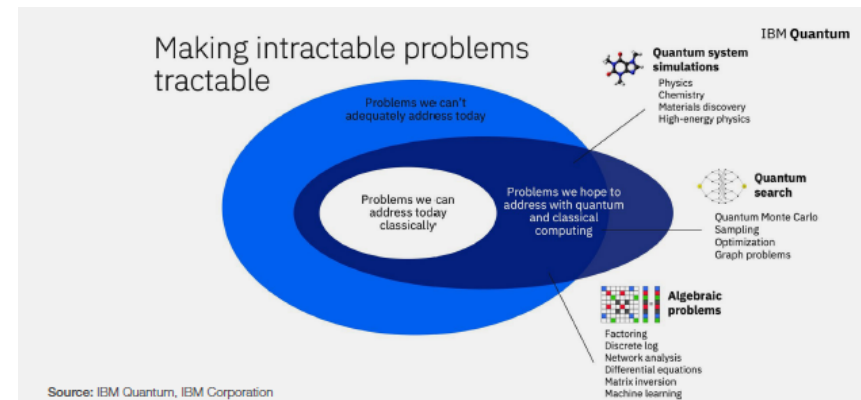 IBM Quantum
Making intractable problems
tractable
Problems we can't
adequately address today
Problems we can
address today
classically
Problems we hope to
address with quantum
and classical
computing
Quantum system
simulations
Physics
Chemistry
Materials discovery
High-energy physics
Quantum
search
Quantum Monte Carlo
Sampling
Optimization
Graph problems
Algebraic
problems
Factoring
Discrete log
Network analysis
Differential equations
Matrix inversion
Machine learning
Source: IBM Quantum, IBM Corporation